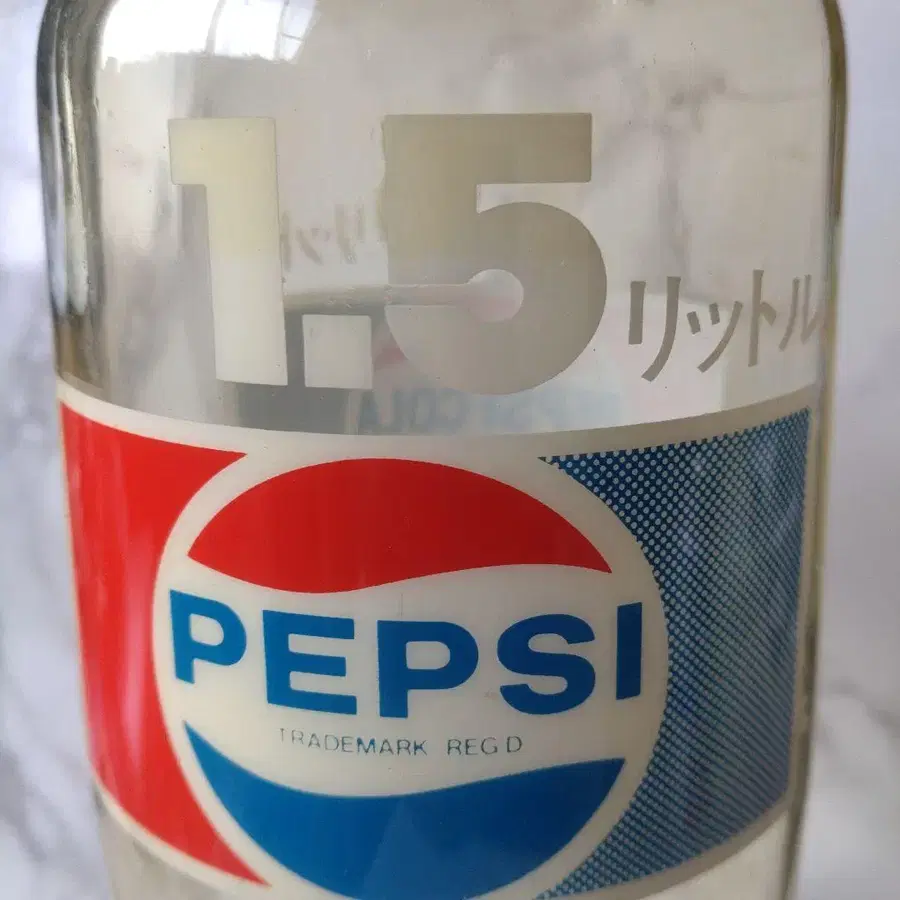 1.5 リットル
PEPSI
TRADEMARK REG'D